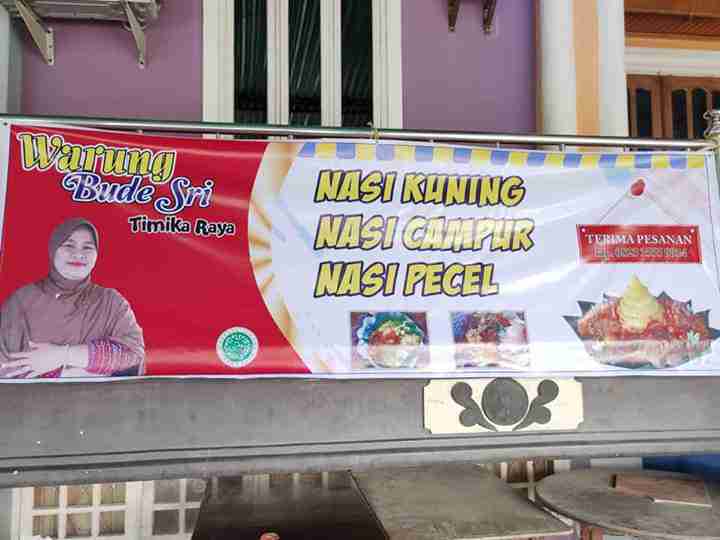 Warung
Bude Sri
Timika Raya
NASI KUNING
NASI CAMPUR
NASI PECEL
TERIMA PESANAN